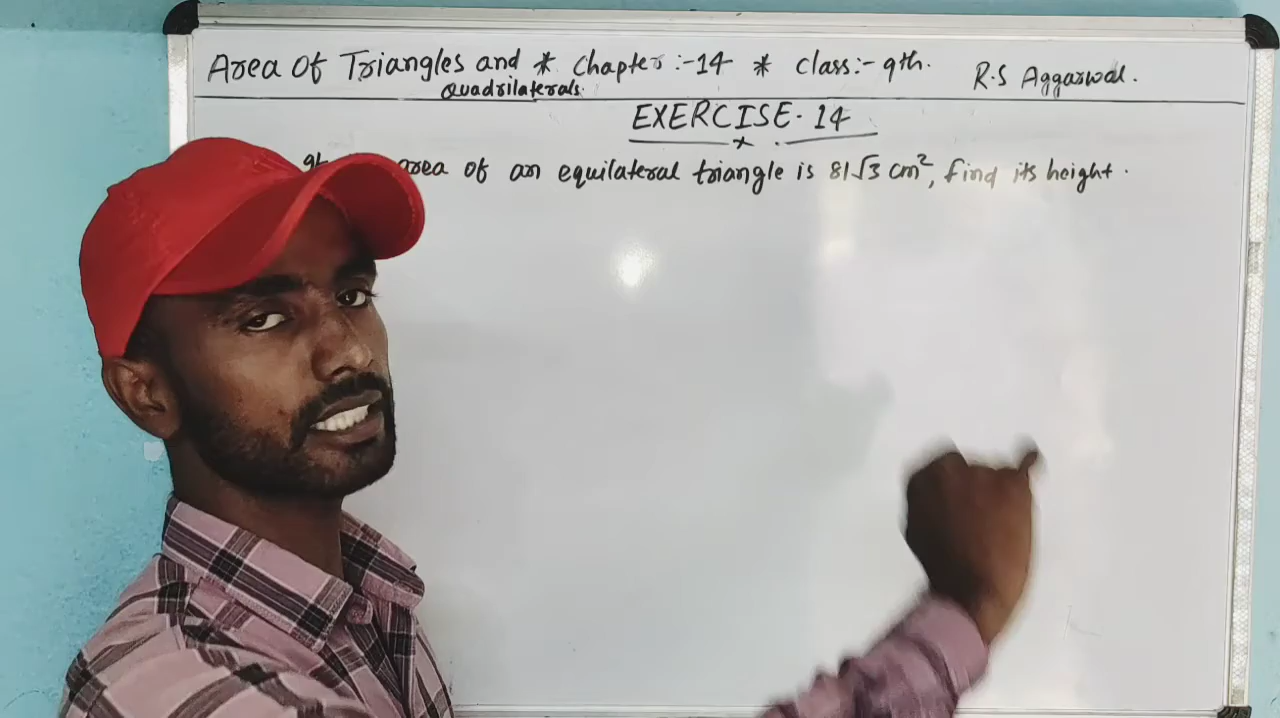 Area Of Triangles and * Chapter :- 14 * class:- 9th. R.S Aggarwal.
Quadrilaterals.
EXERCISE - 14
area of an equilateral triangle is 81√3 cm², find its height.